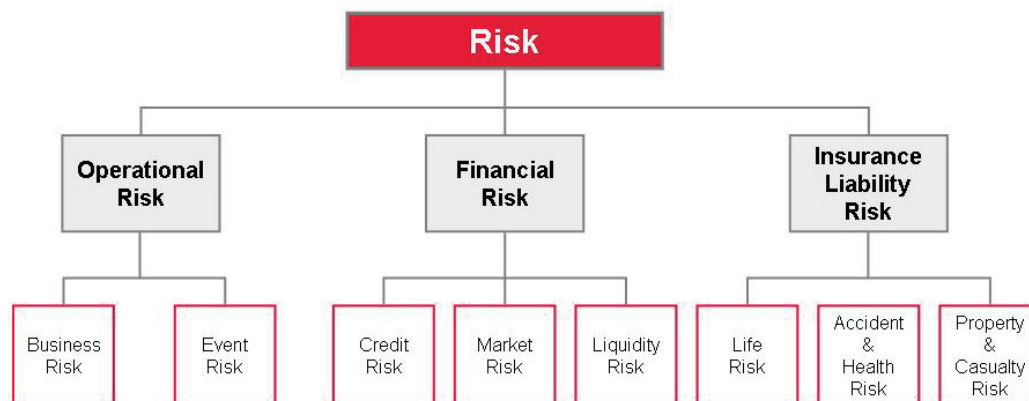 Risk
Operational
Risk
Financial
Risk
Insurance
Liability
Risk
Business
Risk
Event
Risk
Credit
Risk
Market
Risk
Liquidity
Risk
Life
Risk
Accident
&
Health
Risk
Property
&
Casualty
Risk